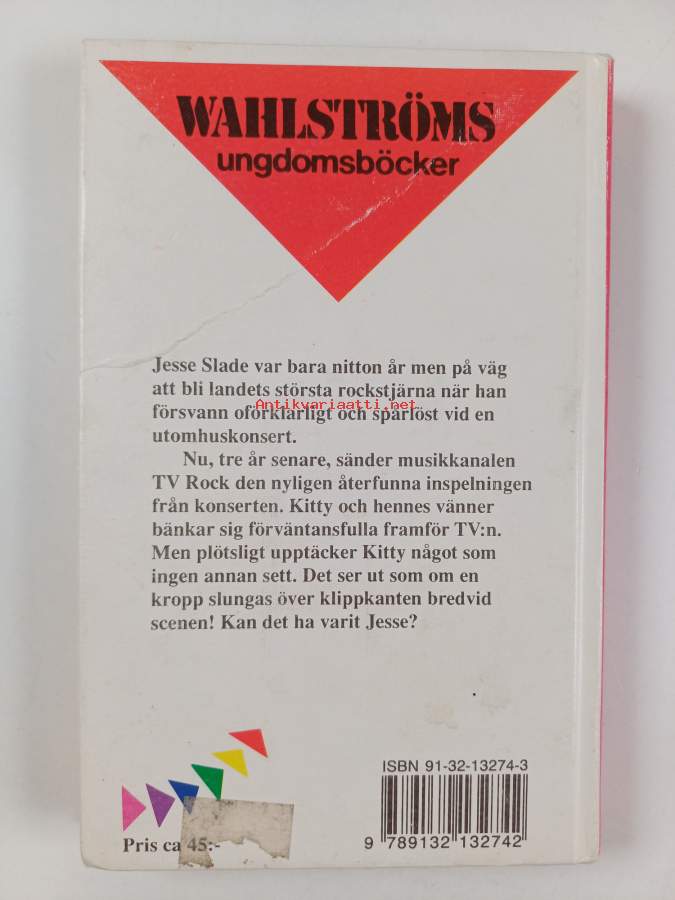 WAHLSTRÖMS
ungdomsböcker
Jesse Slade var bara nitton år men på väg
att bli landets största rockstjärna när han
försvann oförklarligt och spårlöst vid en
Antikvariaatti.net
utomhuskonsert.
Nu, tre år senare, sänder musikkanalen
TV Rock den nyligen återfunna inspelningen
från konserten. Kitty och hennes vänner
bänkar sig förväntansfulla framför TV:n.
Men plötsligt upptäcker Kitty något som
ingen annan sett. Det ser ut som om en
kropp slungas över klippkanten bredvid
scenen! Kan det ha varit Jesse?
ISBN 91-32-13274-3
Pris ca 45:-
9 789132 132742